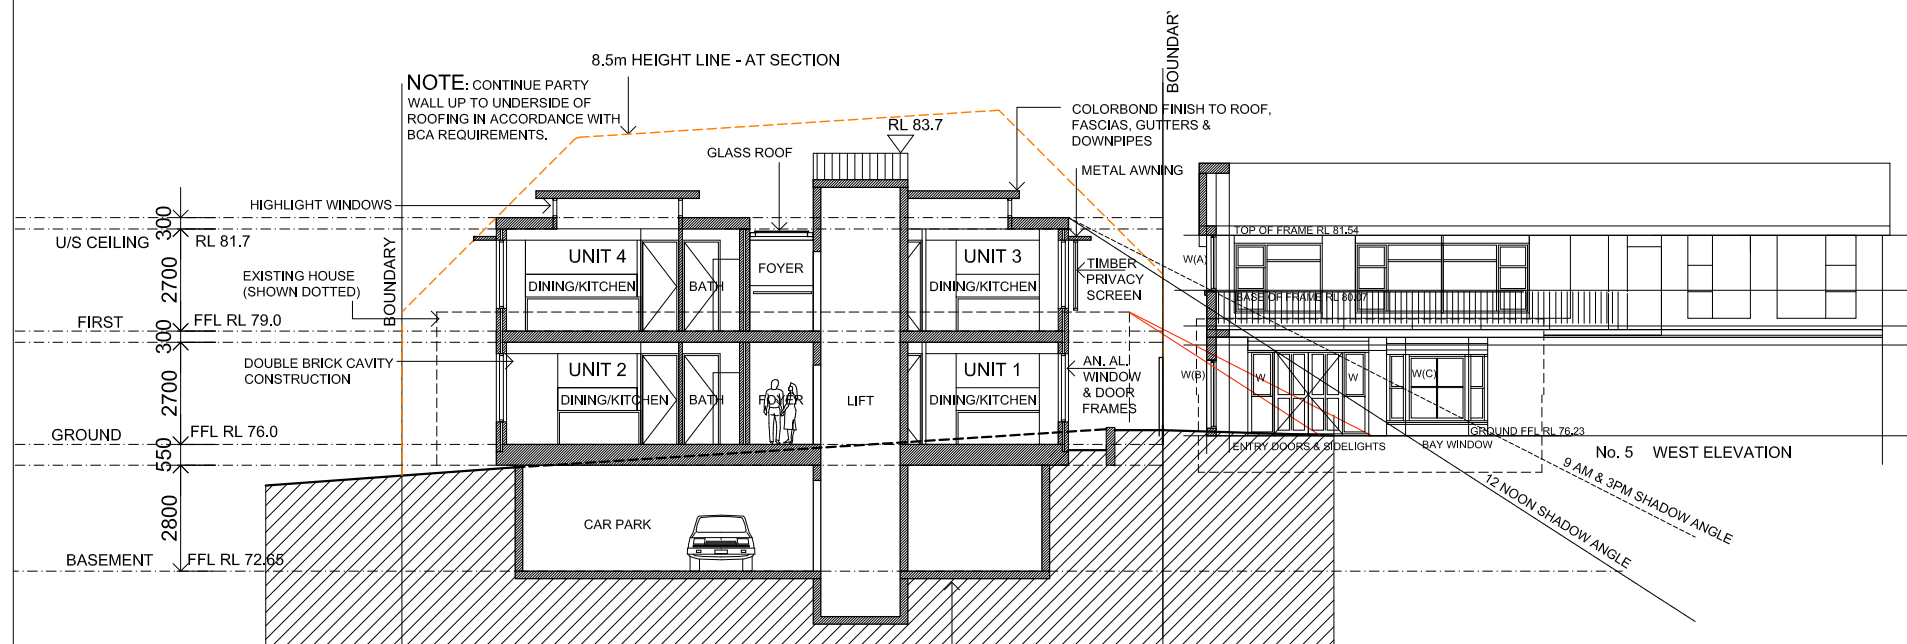 BOUNDARY
8.5m HEIGHT LINE - AT SECTION
NOTE: CONTINUE PARTY
WALL UP TO UNDERSIDE OF
ROOFING IN ACCORDANCE WITH
BCA REQUIREMENTS.
COLORBOND FINISH TO ROOF,
FASCIAS, GUTTERS &
DOWNPIPES
RL 83.7
GLASS ROOF
METAL AWNING
HIGHLIGHT WINDOWS
300
U/S CEILING
RL 81.7
TOP OF FRAME RL 81.54
BOUNDARY
UNIT 4
UNIT 3
W(A)
FOYER
TIMBER
PRIVACY
SCREEN
EXISTING HOUSE
(SHOWN DOTTED)
2700
DINING/KITCHEN
BATH
DINING/KITCHEN
BASE OF FRAME RL 80.07
FIRST
FFL RL 79.0
300
DOUBLE BRICK CAVITY
CONSTRUCTION
UNIT 2
UNIT 1
AN. AL.
WINDOW
& DOOR
FRAMES
W(B)
W
W
W(C)
2700
DINING/KITCHEN
BATH
FOYER
LIFT
DINING/KITCHEN
GROUND
FFL RL 76.0
GROUND FFL RL 76.23
ENTRY DOORS & SIDELIGHTS
BAY WINDOW
550
No. 5 WEST ELEVATION
9 AM & 3PM SHADOW ANGLE
12 NOON SHADOW ANGLE
2800
CAR PARK
BASEMENT
FFL RL 72.65